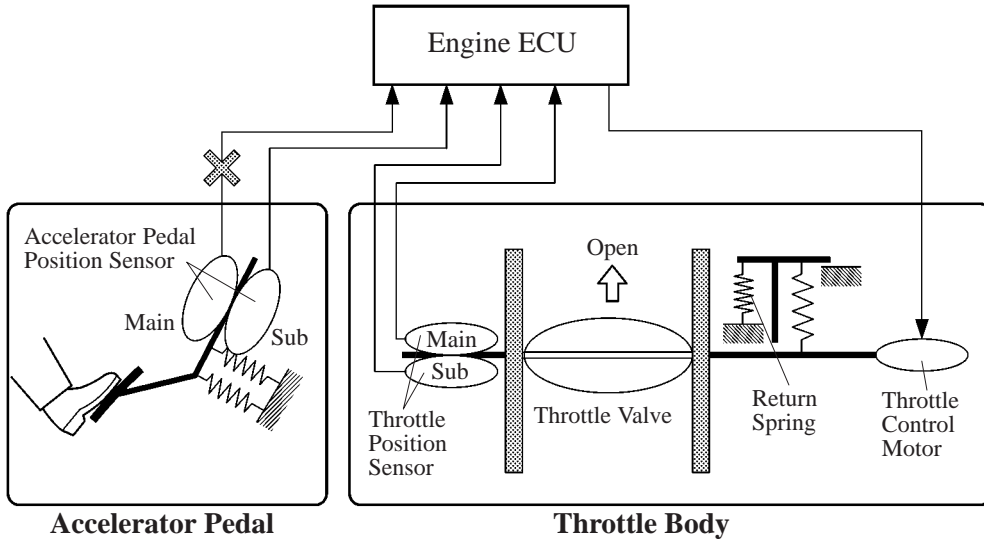 Engine ECU
Accelerator Pedal
Position Sensor
Main
Sub
Open
Main
Sub
Throttle
Position
Sensor
Throttle Valve
Return
Spring
Throttle
Control
Motor
Accelerator Pedal
Throttle Body